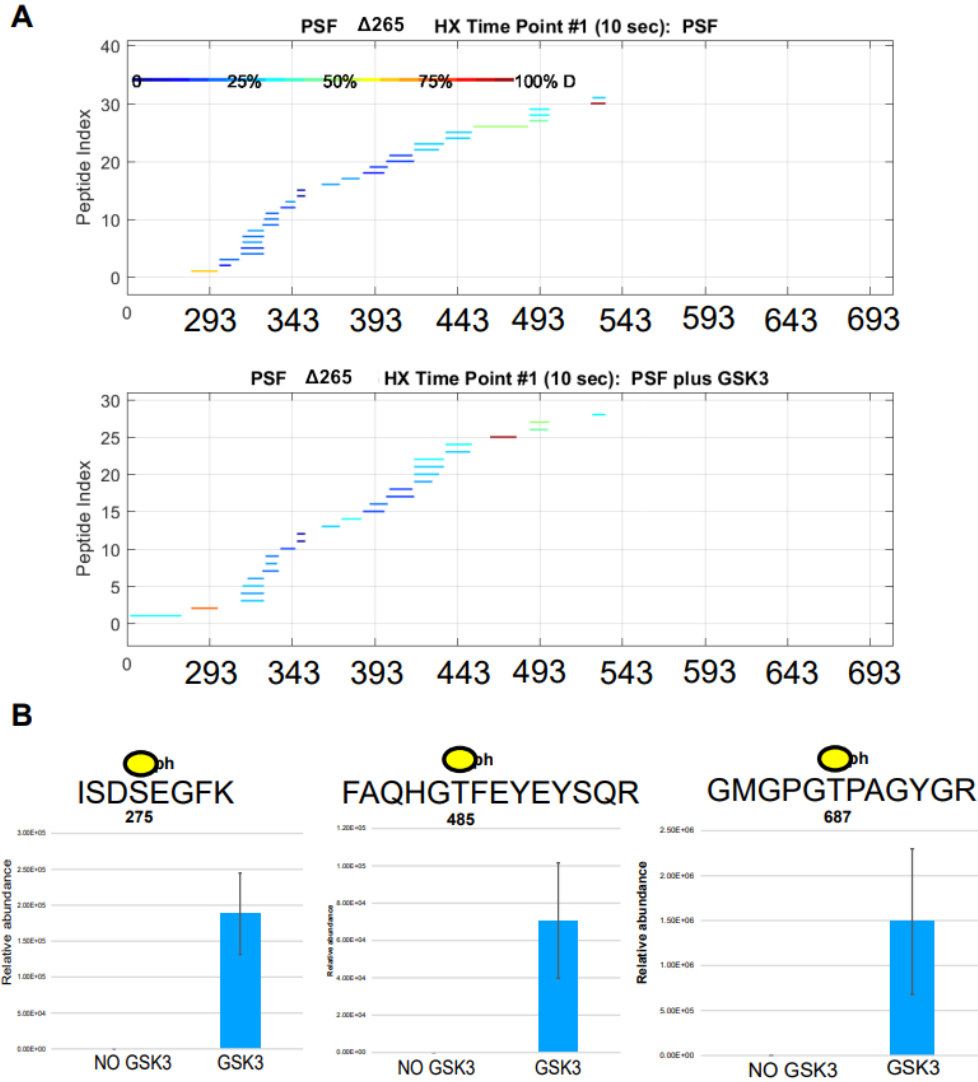 A
PSF Δ265 HX Time Point #1 (10 sec): PSF
40
0 25% 50% 75% 100% D
30
Peptide Index
20
10
0
0 293 343 393 443 493 543 593 643 693
PSF Δ265 HX Time Point #1 (10 sec): PSF plus GSK3
30
25
20
Peptide Index
15
10
5
0
0 293 343 393 443 493 543 593 643 693
B
ph ph ph
ISDSEGFK FAQHGTFEYEYSQR GMGPGTPAGYGR
275 485 687
Relative abundance
3.00E+05
2.50E+05
2.00E+05
1.50E+05
1.00E+05
5.00E+04
0.00E+00
NO GSK3 GSK3
Relative abundance
1.20E+05
1.00E+05
8.00E+04
6.00E+04
4.00E+04
2.00E+04
0.00E+00
NO GSK3 GSK3
Relative abundance
2.50E+06
2.00E+06
1.50E+06
1.00E+06
5.00E+05
0.00E+00
NO GSK3 GSK3